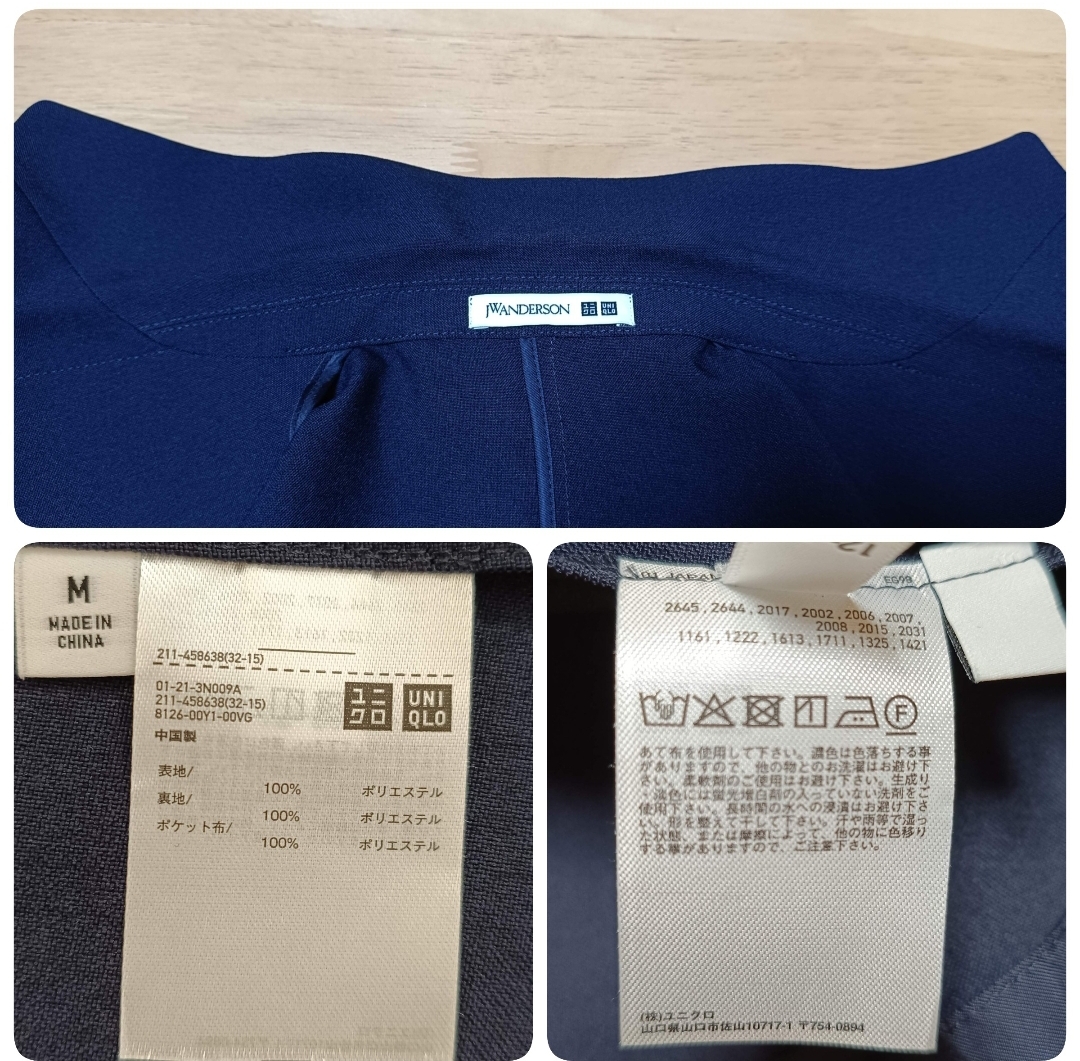 JWANDERSON ユニクロ UNIQLO
M
MADE IN
CHINA
211-458638(32-15)
01-21-3N009A
211-458638(32-15)
8126-00Y1-00VG
ユニクロ UNIQLO
中国製
表地/
100% ポリエステル
裏地/
100% ポリエステル
ポケット布/
100% ポリエステル
12
EG99
2645,2644,2017,2002,2006,2007,
2008,2015,2031
1161,1222,1613,1711,1325,1421
F
あて布を使用して下さい。濃色は色落ちする事
がありますので、他の物とのお洗濯はお避け下
さい。柔軟剤のご使用はお避け下さい。生成り
・淡色には蛍光増白剤の入っていない洗剤をご
使用下さい。長時間の水への浸漬はお避け下さ
い。形を整えて干して下さい。汗や雨等で湿っ
た状態、または摩擦によって、他の物に色移り
する事がありますので、ご注意下さい。
(株)ユニクロ
山口県山口市佐山10717-1 〒754-0894